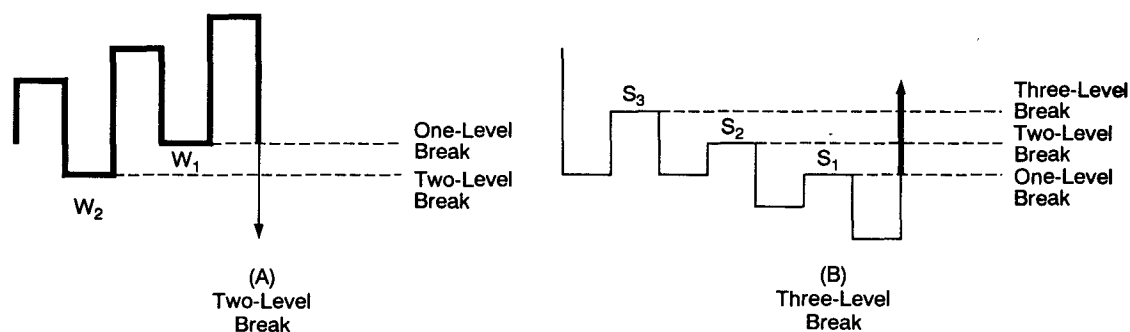 One-Level
Break
W1
Two-Level
Break
W2
(A)
Two-Level
Break
S3
Three-Level
Break
S2
Two-Level
Break
S1
One-Level
Break
(B)
Three-Level
Break